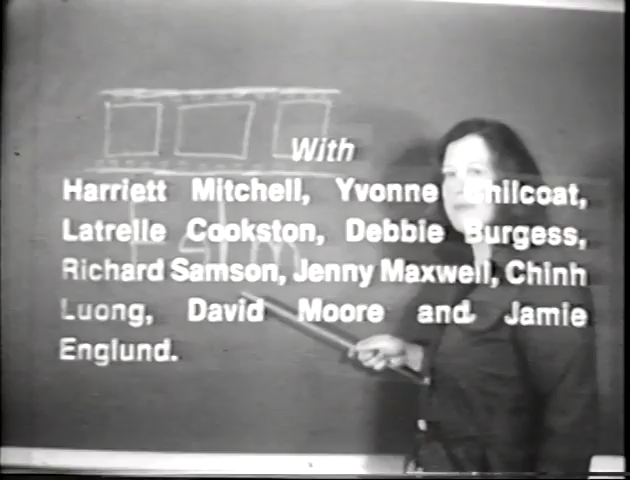 With
Harriett Mitchell, Yvonne Chilcoat,
Latrelle Cookston, Debbie Burgess,
Richard Samson, Jenny Maxwell, Chinh
Luong, David Moore and Jamie
Englund.